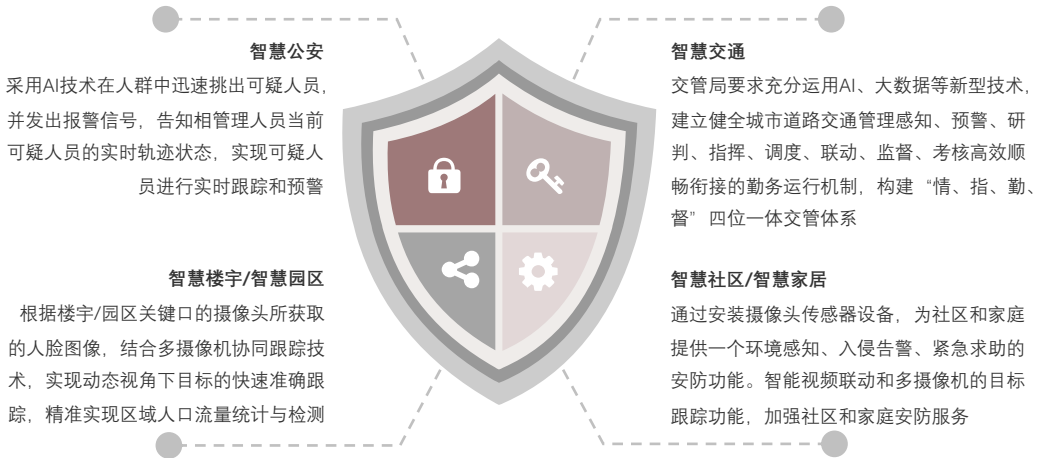 智慧公安
采用AI技术在人群中迅速挑出可疑人员，
并发出报警信号，告知相管理人员当前
可疑人员的实时轨迹状态，实现可疑人
员进行实时跟踪和预警
智慧交通
交管局要求充分运用AI、大数据等新型技术，
建立健全城市道路交通管理感知、预警、研
判、指挥、调度、联动、监督、考核高效顺
畅衔接的勤务运行机制，构建“情、指、勤、
督”四位一体交管体系
智慧楼宇/智慧园区
根据楼宇/园区关键口的摄像头所获取
的人脸图像，结合多摄像机协同跟踪技
术，实现动态视角下目标的快速准确跟
踪，精准实现区域人口流量统计与检测
智慧社区/智慧家居
通过安装摄像头传感器设备，为社区和家庭
提供一个环境感知、入侵告警、紧急求助的
安防功能。智能视频联动和多摄像机的目标
跟踪功能，加强社区和家庭安防服务